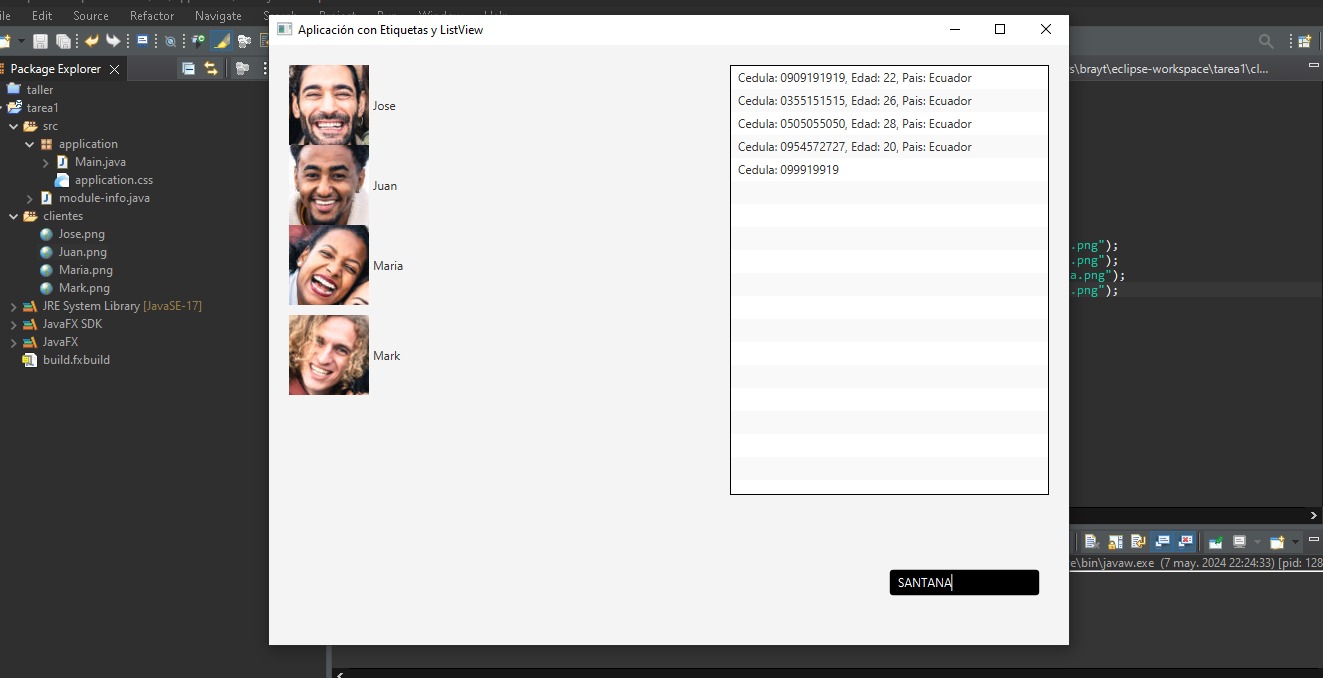 Edit Source Refactor Navigate
Aplicación con Etiquetas y ListView
Package Explorer
taller
tarea1
src
application
Main.java
application.css
module-info.java
clientes
Jose.png
Juan.png
Maria.png
Mark.png
JRE System Library [JavaSE-17]
JavaFX SDK
JavaFX
build.fxbuild
Jose
Juan
Maria
Mark
Cedula: 0909191919, Edad: 22, Pais: Ecuador
Cedula: 0355151515, Edad: 26, Pais: Ecuador
Cedula: 0505055050, Edad: 28, Pais: Ecuador
Cedula: 0954572727, Edad: 20, Pais: Ecuador
Cedula: 099919919
SANTANA
s\brayt\eclipse-workspace\tarea1\cl...
.png");
.png");
a.png");
.png");
e\bin\javaw.exe (7 may. 2024 22:24:33) [pid: 128